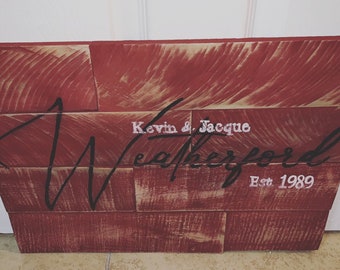 Kevin & Jacque
Weatherford
Est 1989